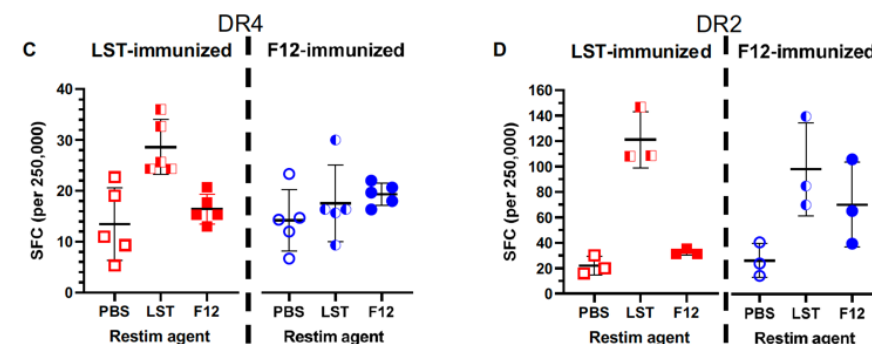 DR4
C LST-immunized F12-immunized
SFC (per 250,000)
40
30
20
10
0
PBS LST F12 PBS LST F12
Restim agent Restim agent
DR2
D LST-immunized F12-immunized
SFC (per 250,000)
160
140
120
100
80
60
40
20
0
PBS LST F12 PBS LST F12
Restim agent Restim agent